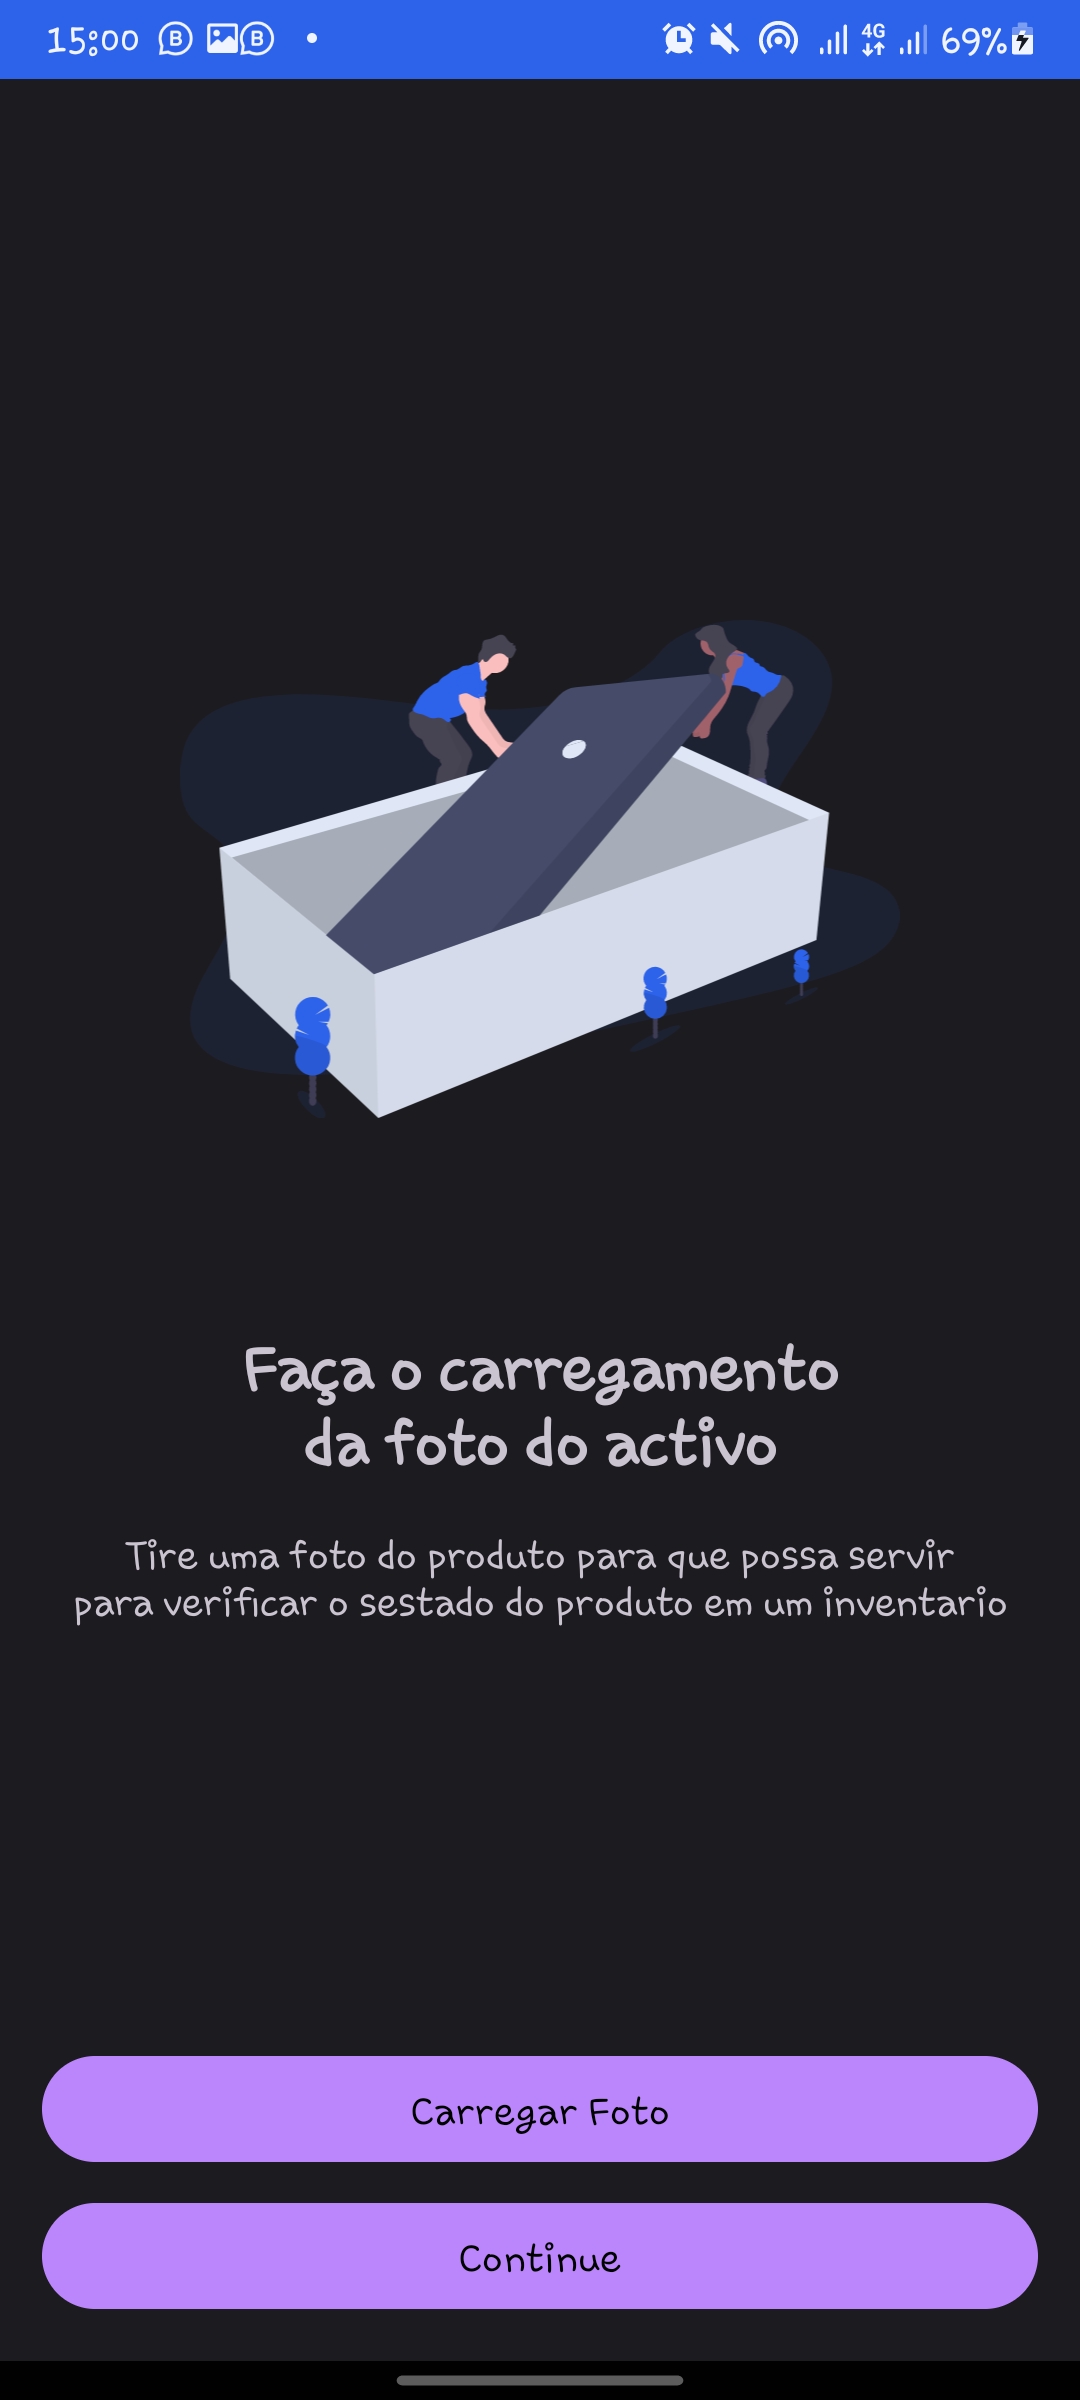 15:00
4G
69%
Faça o carregamento
da foto do activo
Tire uma foto do produto para que possa servir
para verificar o sestado do produto em um inventario
Carregar Foto
Continue